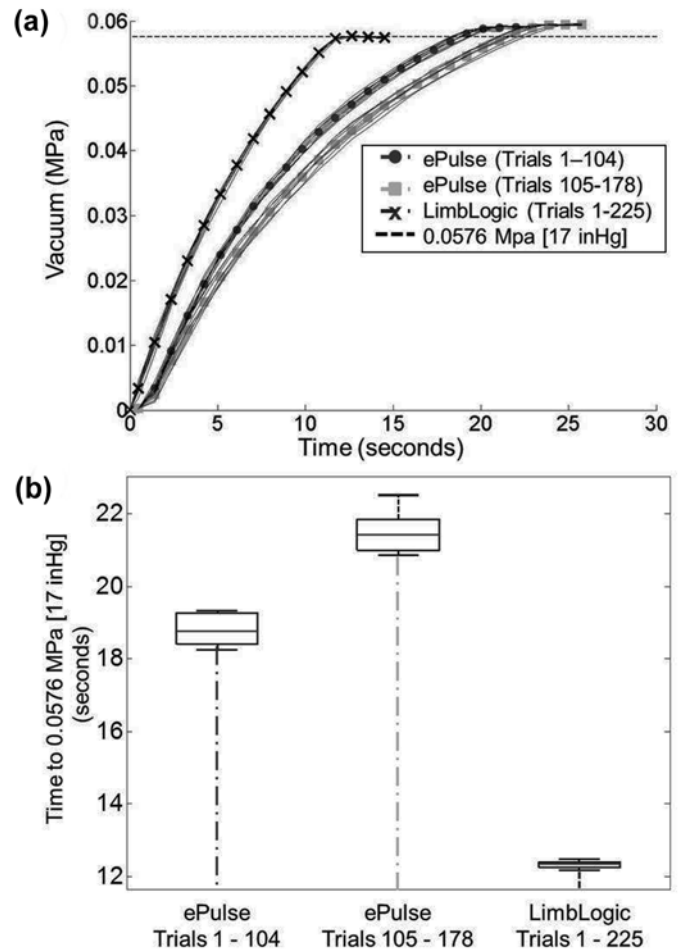 (a)
0.06
0.05
0.04
0.03
0.02
0.01
0
Vacuum (MPa)
ePulse (Trials 1–104)
ePulse (Trials 105-178)
LimbLogic (Trials 1-225)
0.0576 Mpa [17 inHg]
0 5 10 15 20 25 30
Time (seconds)
(b)
22
20
18
16
14
12
Time to 0.0576 MPa [17 inHg]
(seconds)
ePulse ePulse LimbLogic
Trials 1 - 104 Trials 105 - 178 Trials 1 - 225